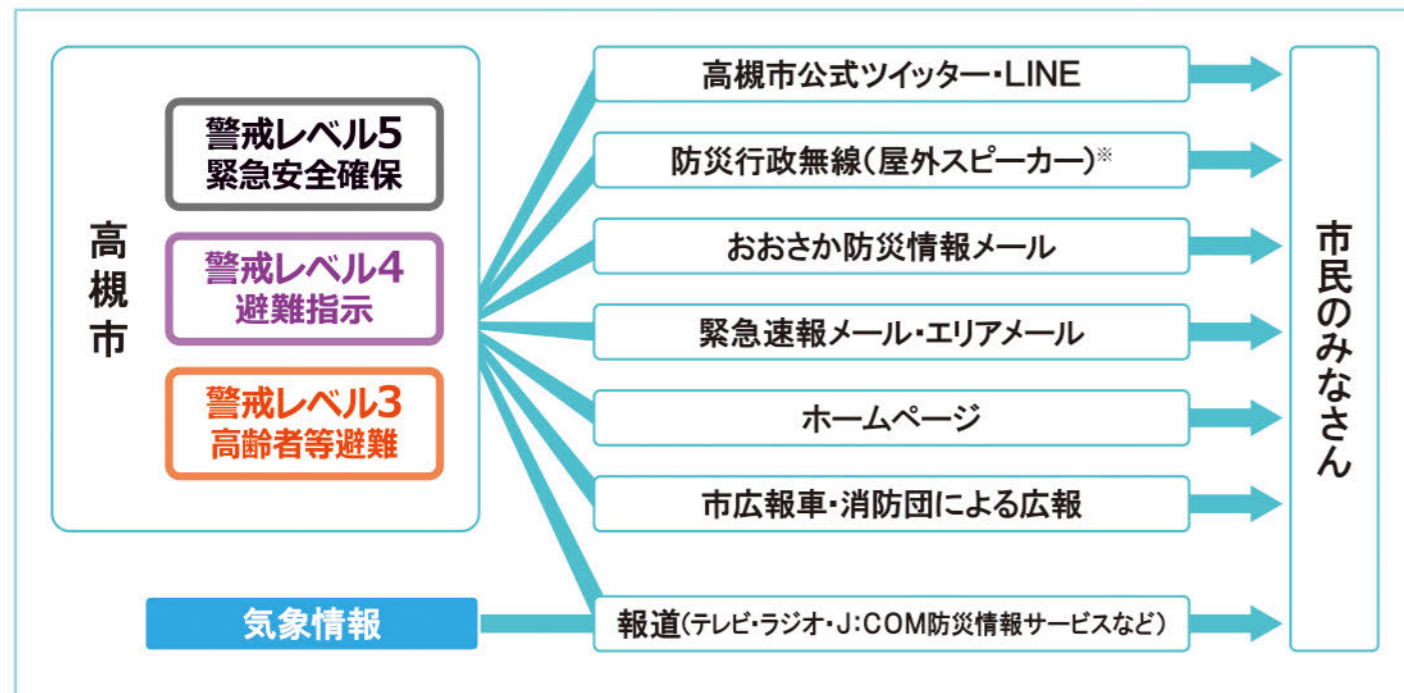 高槻市
警戒レベル5
緊急安全確保
警戒レベル4
避難指示
警戒レベル3
高齢者等避難
気象情報
高槻市公式ツイッター・LINE
防災行政無線(屋外スピーカー)※
おおさか防災情報メール
緊急速報メール・エリアメール
ホームページ
市広報車・消防団による広報
報道(テレビ・ラジオ・J:COM防災情報サービスなど)
市民のみなさん